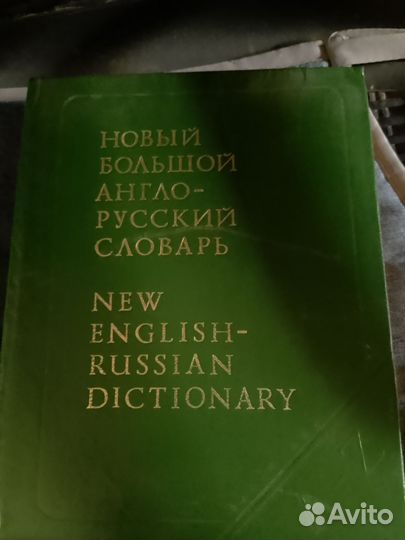 НОВЫЙ
БОЛЬШОЙ
АНГЛО-
РУССКИЙ
СЛОВАРЬ
NEW
ENGLISH-
RUSSIAN
DICTIONARY
Avito